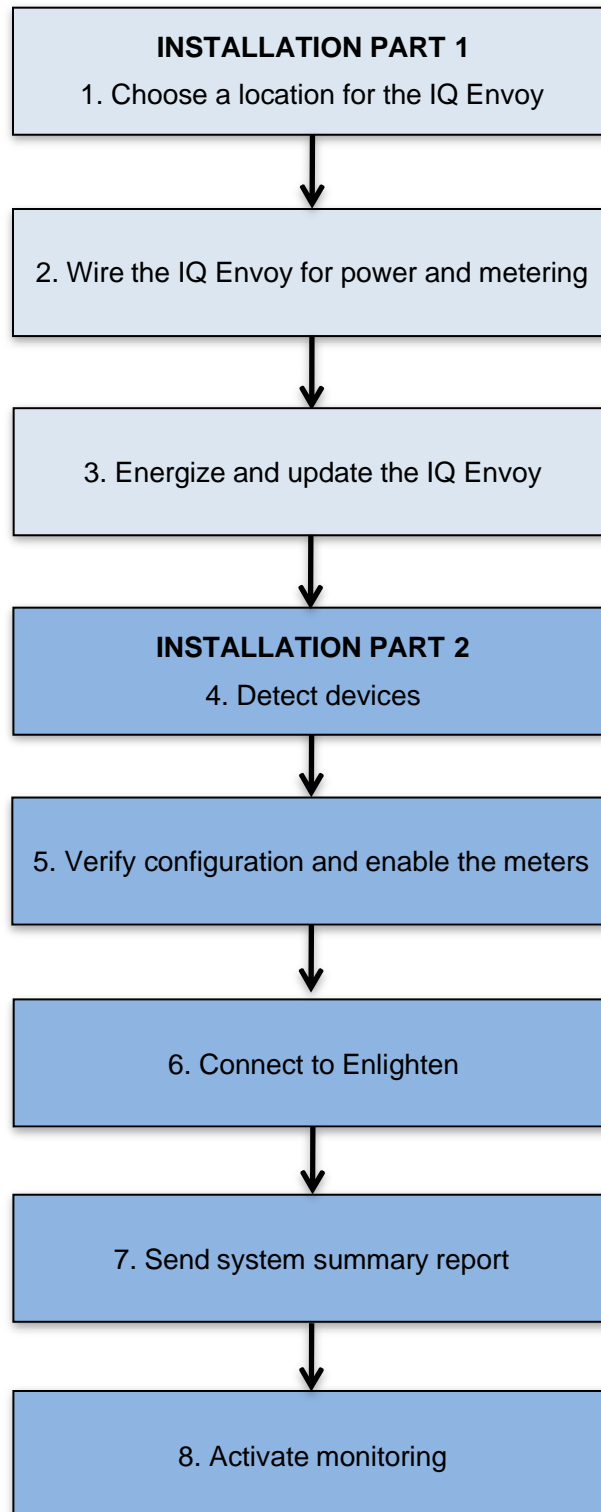 INSTALLATION PART 1
1. Choose a location for the IQ Envoy
2. Wire the IQ Envoy for power and metering
3. Energize and update the IQ Envoy
INSTALLATION PART 2
4. Detect devices
5. Verify configuration and enable the meters
6. Connect to Enlighten
7. Send system summary report
8. Activate monitoring